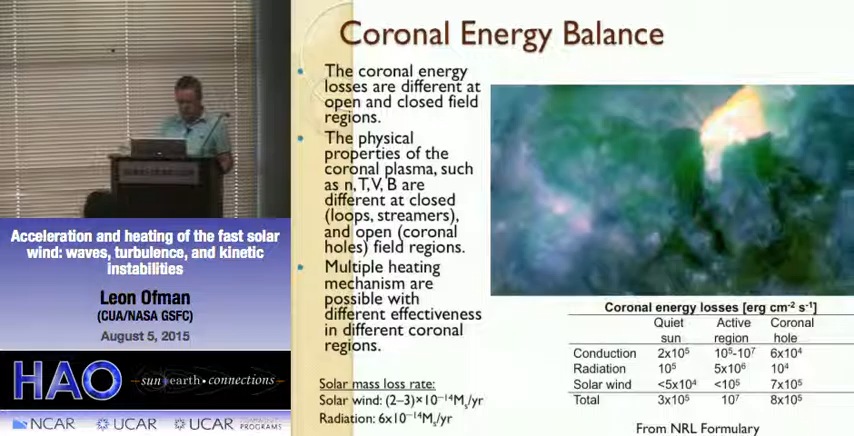 Coronal Energy Balance
• The coronal energy
losses are different at
open and closed field
regions.
• The physical
properties of the
coronal plasma, such
as n, T, V, B are
different at closed
(loops, streamers),
and open (coronal
holes) field regions.
• Multiple heating
mechanism are
possible with
different effectiveness
in different coronal
regions.
Solar mass loss rate:
Solar wind: (2–3)×10⁻¹⁴Mₛ/yr
Radiation: 6x10⁻¹⁴Mₛ/yr
Coronal energy losses [erg cm⁻² s⁻¹]
Quiet sun Active region Coronal hole
Conduction 2x10⁵ 10⁵-10⁷ 6x10⁴
Radiation 10⁵ 5x10⁶ 10⁴
Solar wind <5x10⁴ <10⁵ 7x10⁵
Total 3x10⁵ 10⁷ 8x10⁵
From NRL Formulary
Acceleration and heating of the fast solar
wind: waves, turbulence, and kinetic
instabilities
Leon Ofman
(CUA/NASA GSFC)
August 5, 2015
HAO
sun earth•connections
NCAR UCAR UCAR COMMUNITY PROGRAMS